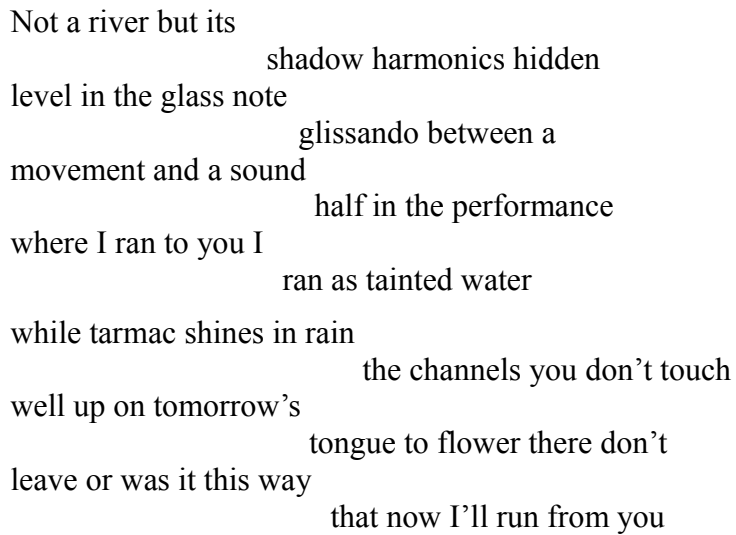 Not a river but its
shadow harmonics hidden
level in the glass note
glissando between a
movement and a sound
half in the performance
where I ran to you I
ran as tainted water
while tarmac shines in rain
the channels you don’t touch
well up on tomorrow’s
tongue to flower there don’t
leave or was it this way
that now I’ll run from you